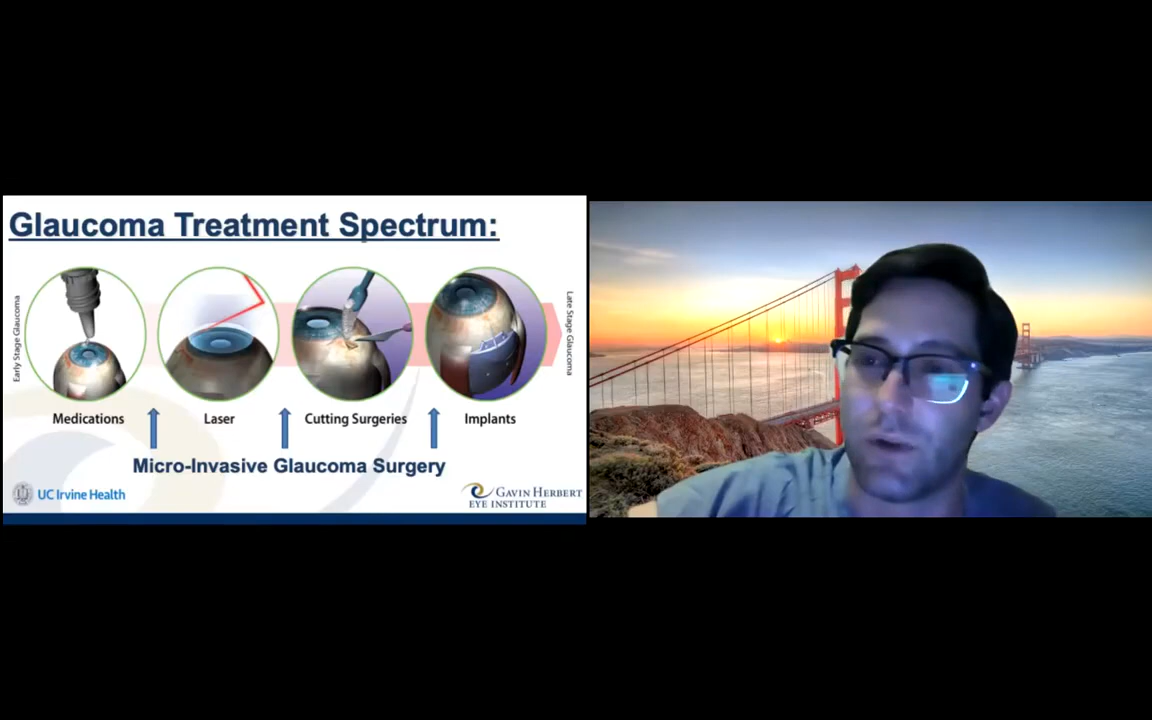 Glaucoma Treatment Spectrum:
Early Stage Glaucoma
Late Stage Glaucoma
Medications
Laser
Cutting Surgeries
Implants
Micro-Invasive Glaucoma Surgery
UC Irvine Health
GAVIN HERBERT
EYE INSTITUTE